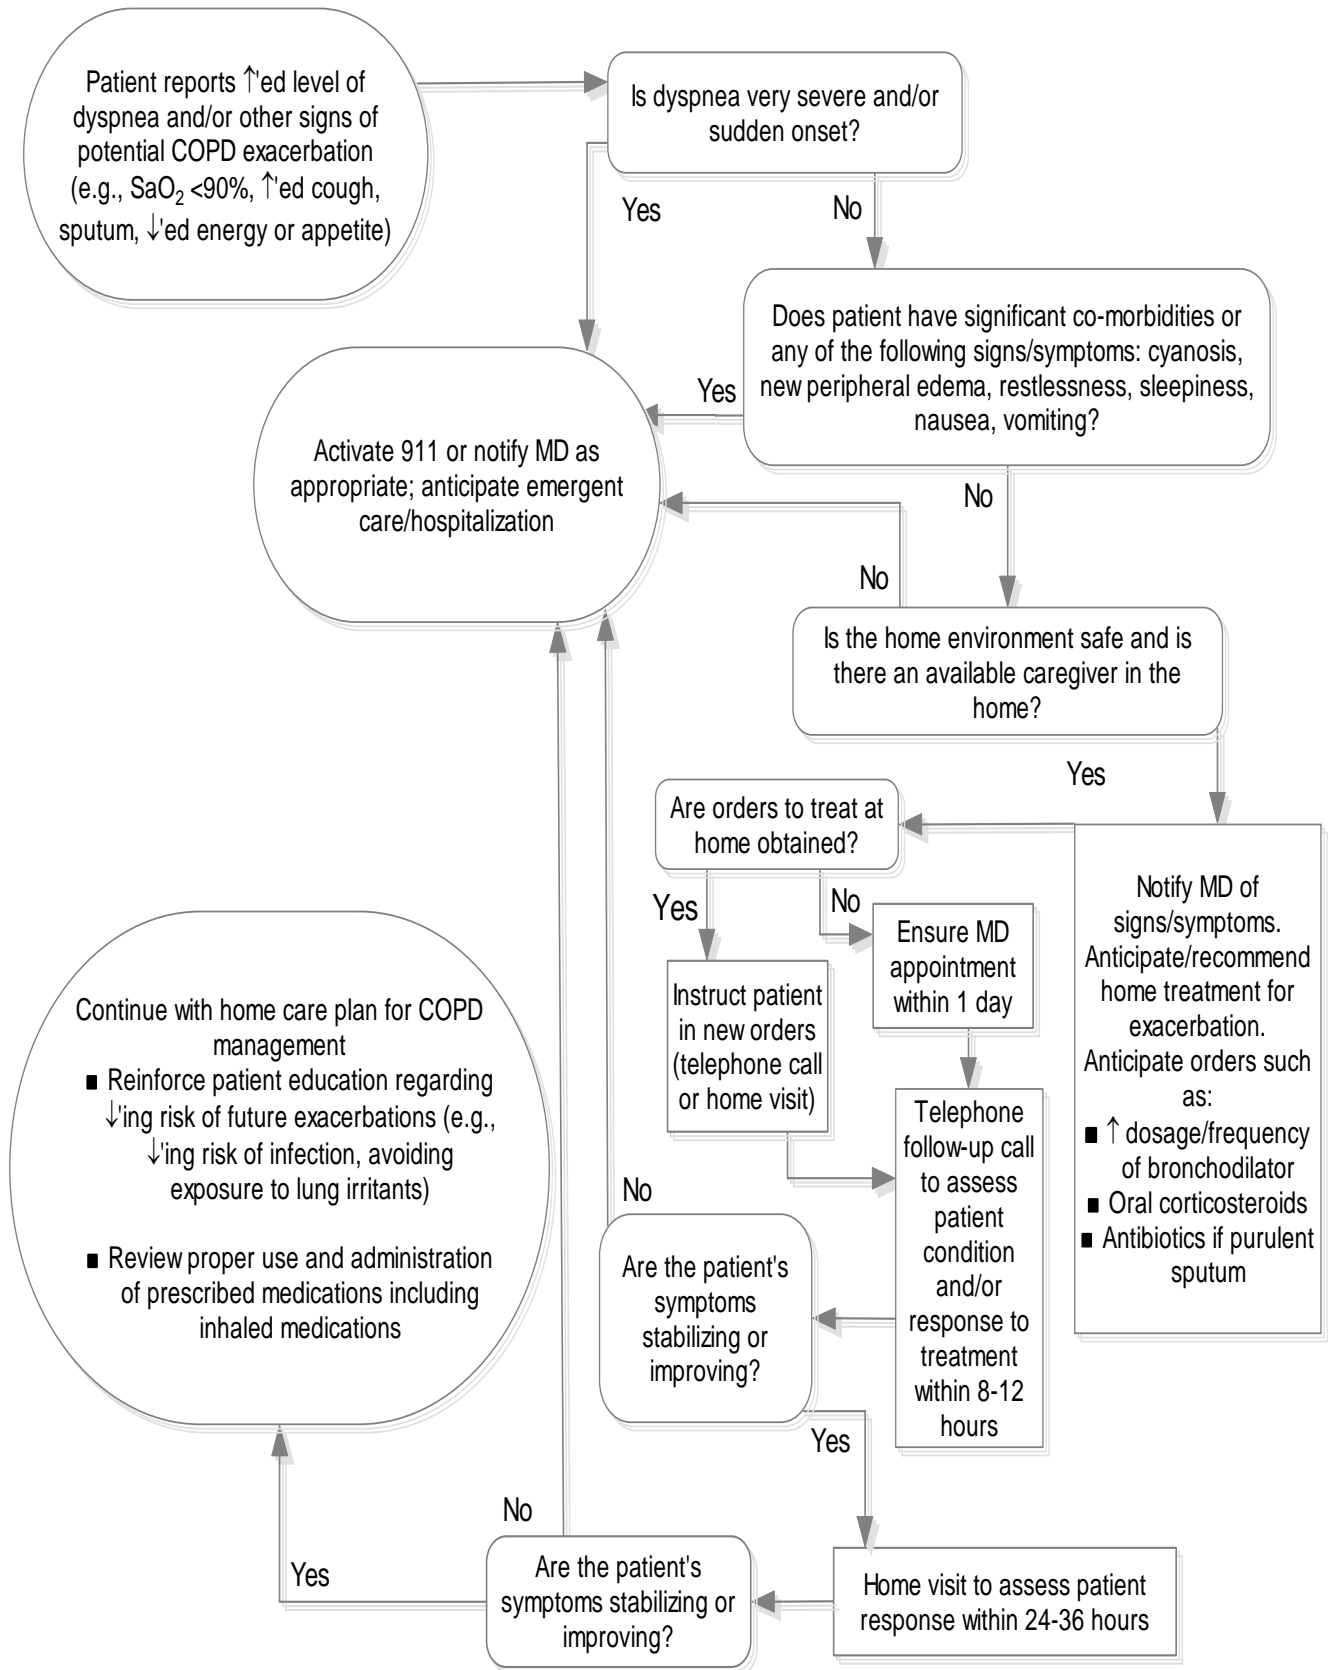 Patient reports ↑'ed level of
dyspnea and/or other signs of
potential COPD exacerbation
(e.g., SaO₂ <90%, ↑'ed cough,
sputum, ↓'ed energy or appetite)
Is dyspnea very severe and/or
sudden onset?
Yes
No
Does patient have significant co-morbidities or
any of the following signs/symptoms: cyanosis,
new peripheral edema, restlessness, sleepiness,
nausea, vomiting?
Yes
No
Activate 911 or notify MD as
appropriate; anticipate emergent
care/hospitalization
No
Is the home environment safe and is
there an available caregiver in the
home?
Yes
Notify MD of
signs/symptoms.
Anticipate/recommend
home treatment for
exacerbation.
Anticipate orders such
as:
■ ↑ dosage/frequency
of bronchodilator
■ Oral corticosteroids
■ Antibiotics if purulent
sputum
Are orders to treat at
home obtained?
Yes
No
Ensure MD
appointment
within 1 day
Instruct patient
in new orders
(telephone call
or home visit)
Telephone
follow-up call
to assess
patient
condition
and/or
response to
treatment
within 8-12
hours
No
Are the patient's
symptoms
stabilizing or
improving?
Yes
Home visit to assess patient
response within 24-36 hours
No
Are the patient's
symptoms stabilizing or
improving?
Yes
Continue with home care plan for COPD
management
■ Reinforce patient education regarding
↓'ing risk of future exacerbations (e.g.,
↓'ing risk of infection, avoiding
exposure to lung irritants)
■ Review proper use and administration
of prescribed medications including
inhaled medications